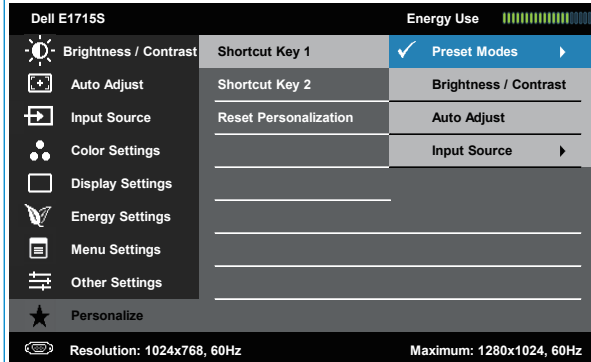 Dell E1715S Energy Use
Brightness / Contrast Shortcut Key 1 Preset Modes
Auto Adjust Shortcut Key 2 Brightness / Contrast
Input Source Reset Personalization Auto Adjust
Color Settings Input Source
Display Settings
Energy Settings
Menu Settings
Other Settings
Personalize
Resolution: 1024x768, 60Hz Maximum: 1280x1024, 60Hz